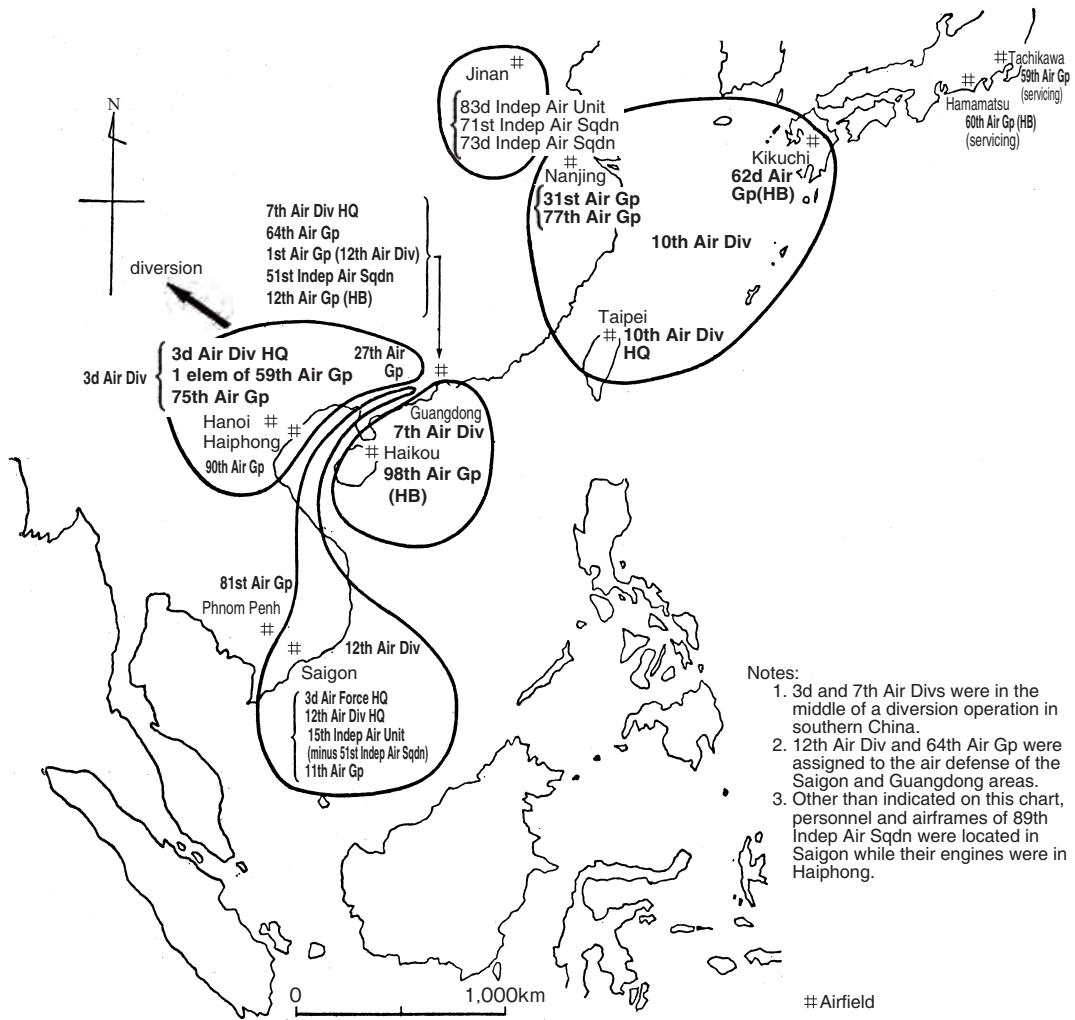 Jinan
83d Indep Air Unit
71st Indep Air Sqdn
73d Indep Air Sqdn
Tachikawa
59th Air Gp
(servicing)
Hamamatsu
60th Air Gp (HB)
(servicing)
Kikuchi
62d Air
Gp(HB)
Nanjing
31st Air Gp
77th Air Gp
10th Air Div
Taipei
10th Air Div
HQ
N
7th Air Div HQ
64th Air Gp
1st Air Gp (12th Air Div)
51st Indep Air Sqdn
12th Air Gp (HB)
diversion
3d Air Div
3d Air Div HQ
1 elem of 59th Air Gp
75th Air Gp
27th Air
Gp
Hanoi
Haiphong
90th Air Gp
Guangdong
7th Air Div
Haikou
98th Air Gp
(HB)
81st Air Gp
Phnom Penh
12th Air Div
Saigon
3d Air Force HQ
12th Air Div HQ
15th Indep Air Unit
(minus 51st Indep Air Sqdn)
11th Air Gp
Notes:
1. 3d and 7th Air Divs were in the
middle of a diversion operation in
southern China.
2. 12th Air Div and 64th Air Gp were
assigned to the air defense of the
Saigon and Guangdong areas.
3. Other than indicated on this chart,
personnel and airframes of 89th
Indep Air Sqdn were located in
Saigon while their engines were in
Haiphong.
0 1,000km
Airfield